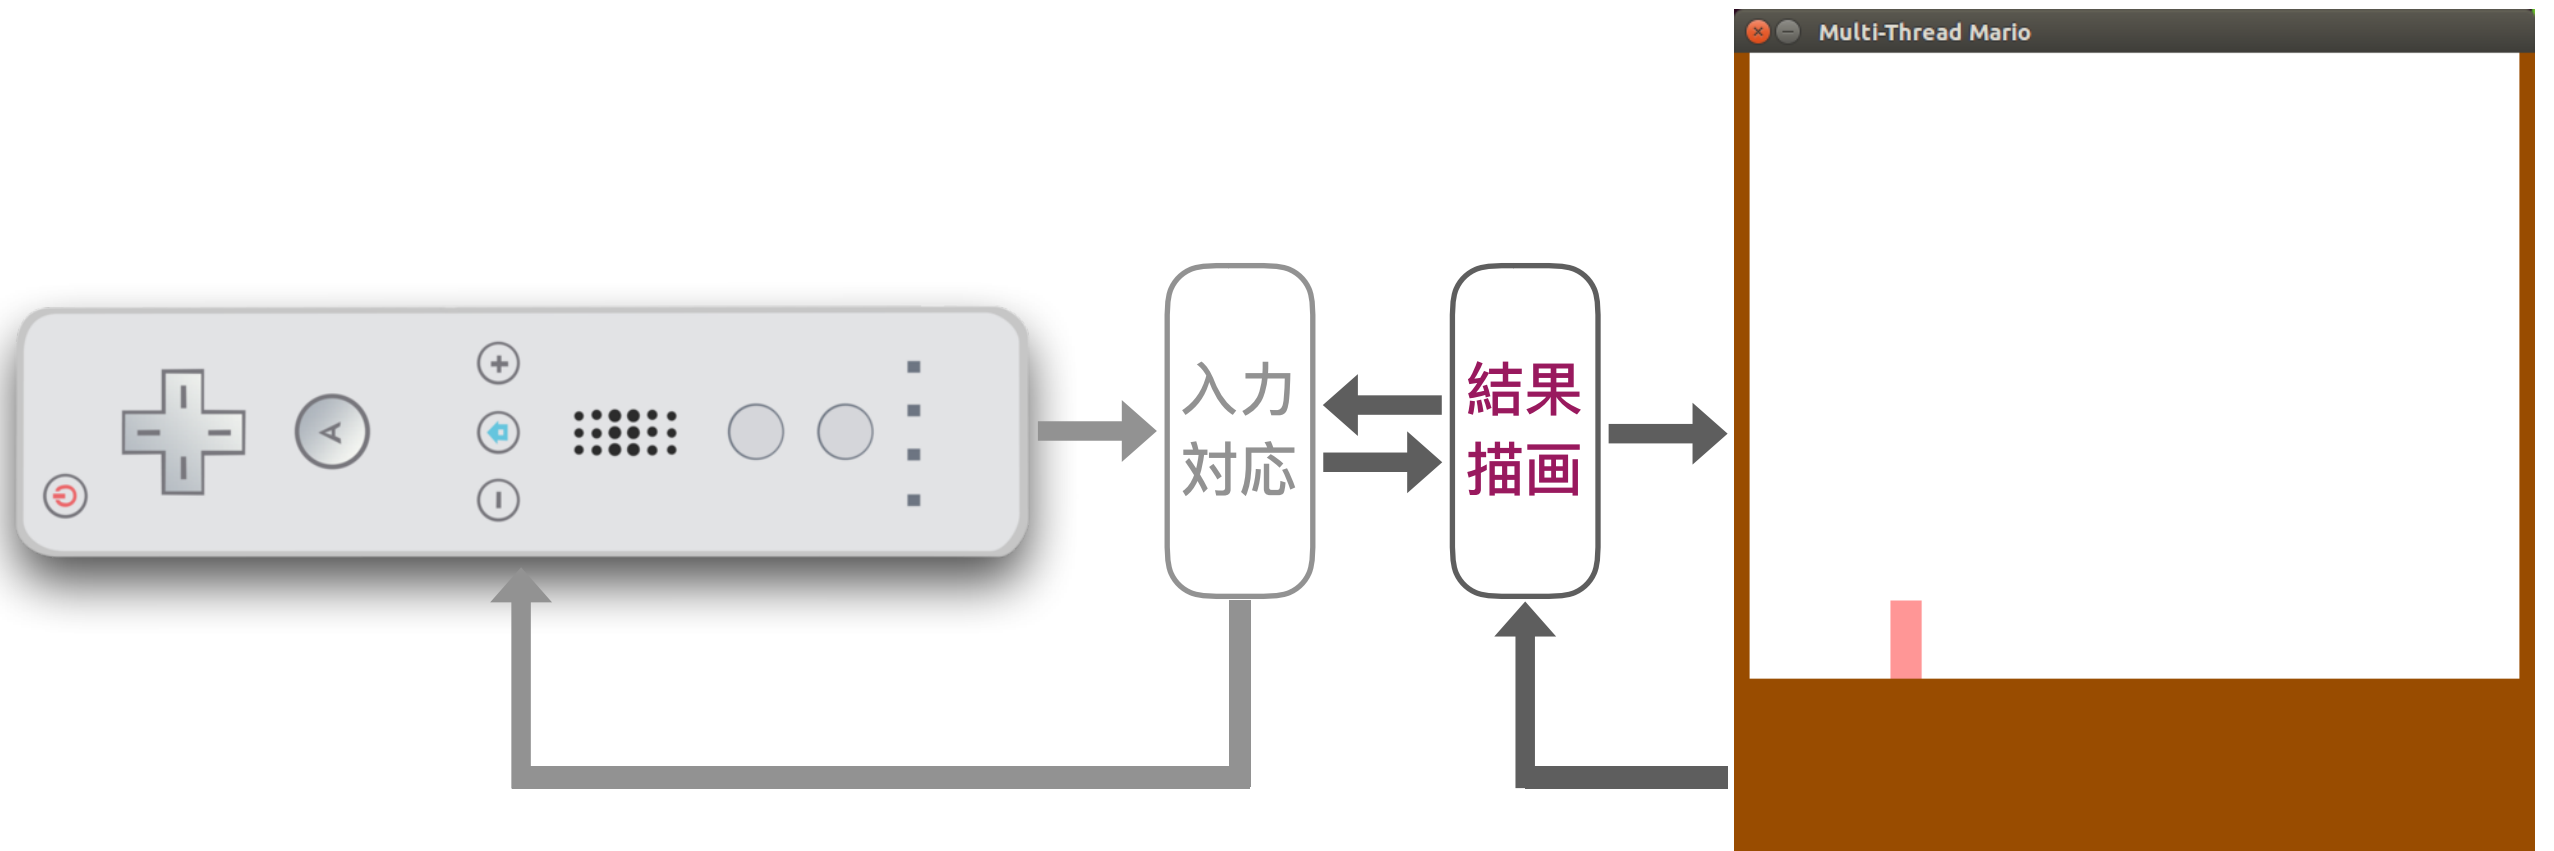 Multi-Thread Mario
A
入力
対応
結果
描画